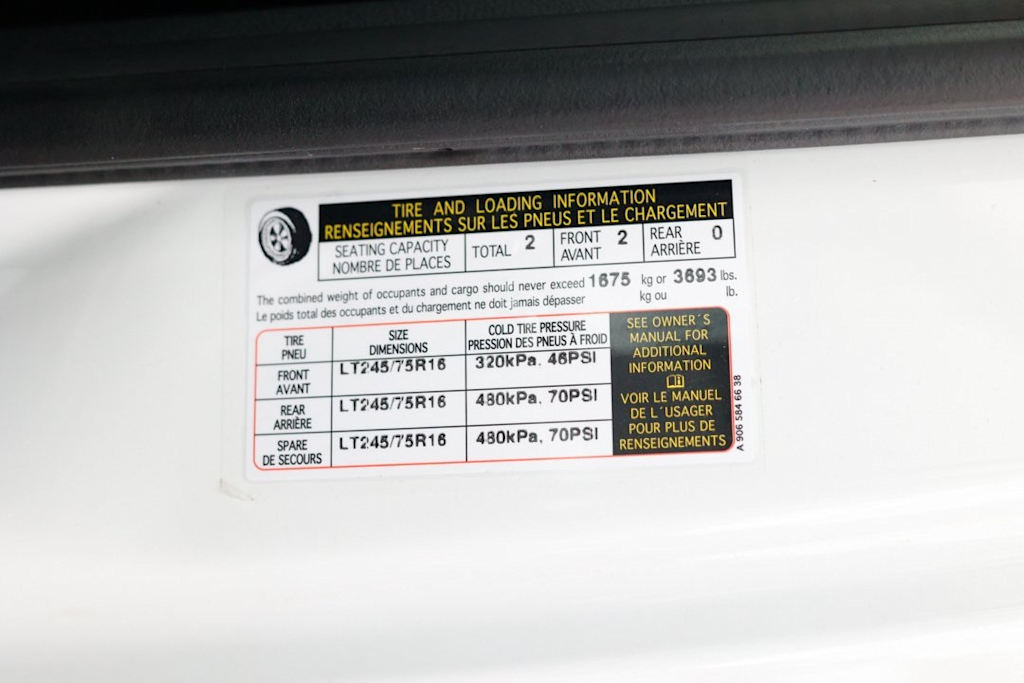 TIRE AND LOADING INFORMATION
RENSEIGNEMENTS SUR LES PNEUS ET LE CHARGEMENT
SEATING CAPACITY
NOMBRE DE PLACES
TOTAL 2
FRONT
AVANT
2
REAR
ARRIÈRE
0
The combined weight of occupants and cargo should never exceed 1675 kg or 3693 lbs.
Le poids total des occupants et du chargement ne doit jamais dépasser kg ou lb.
TIRE
PNEU
SIZE
DIMENSIONS
COLD TIRE PRESSURE
PRESSION DES PNEUS À FROID
FRONT
AVANT
LT245/75R16
320kPa. 46PSI
REAR
ARRIÈRE
LT245/75R16
480kPa, 70PSI
SPARE
DE SECOURS
LT245/75R16
480kPa, 70PSI
SEE OWNER´S
MANUAL FOR
ADDITIONAL
INFORMATION
VOIR LE MANUEL
DE L´USAGER
POUR PLUS DE
RENSEIGNEMENTS
A 906 584 66 38